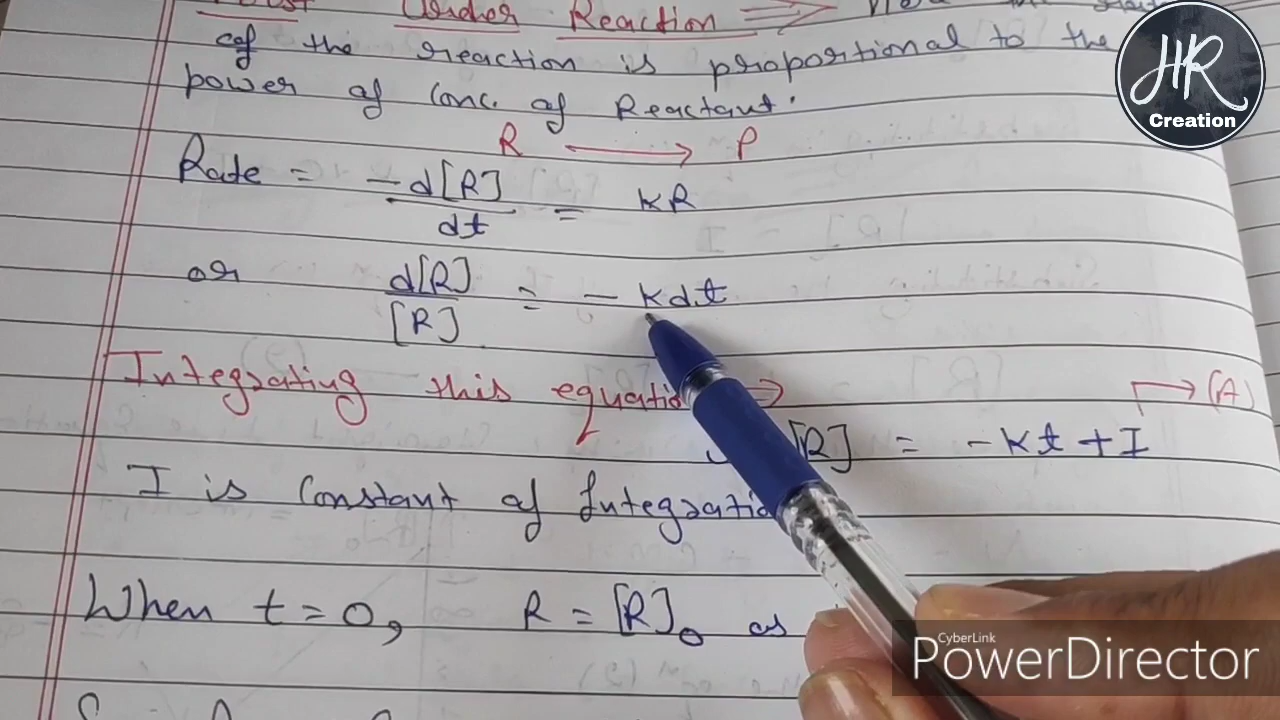 Order Reaction ⇒
of the reaction is proportional to the
power of Conc. of Reactant.
R ⟶ P
Rate = -d[R]/dt = kR
or d[R]/[R] = - kdt
Integrating this equation ⇒
[R] = -kt + I → (A)
I is Constant of Integration
When t=0, R = [R]₀ as
HR
Creation
CyberLink
PowerDirector